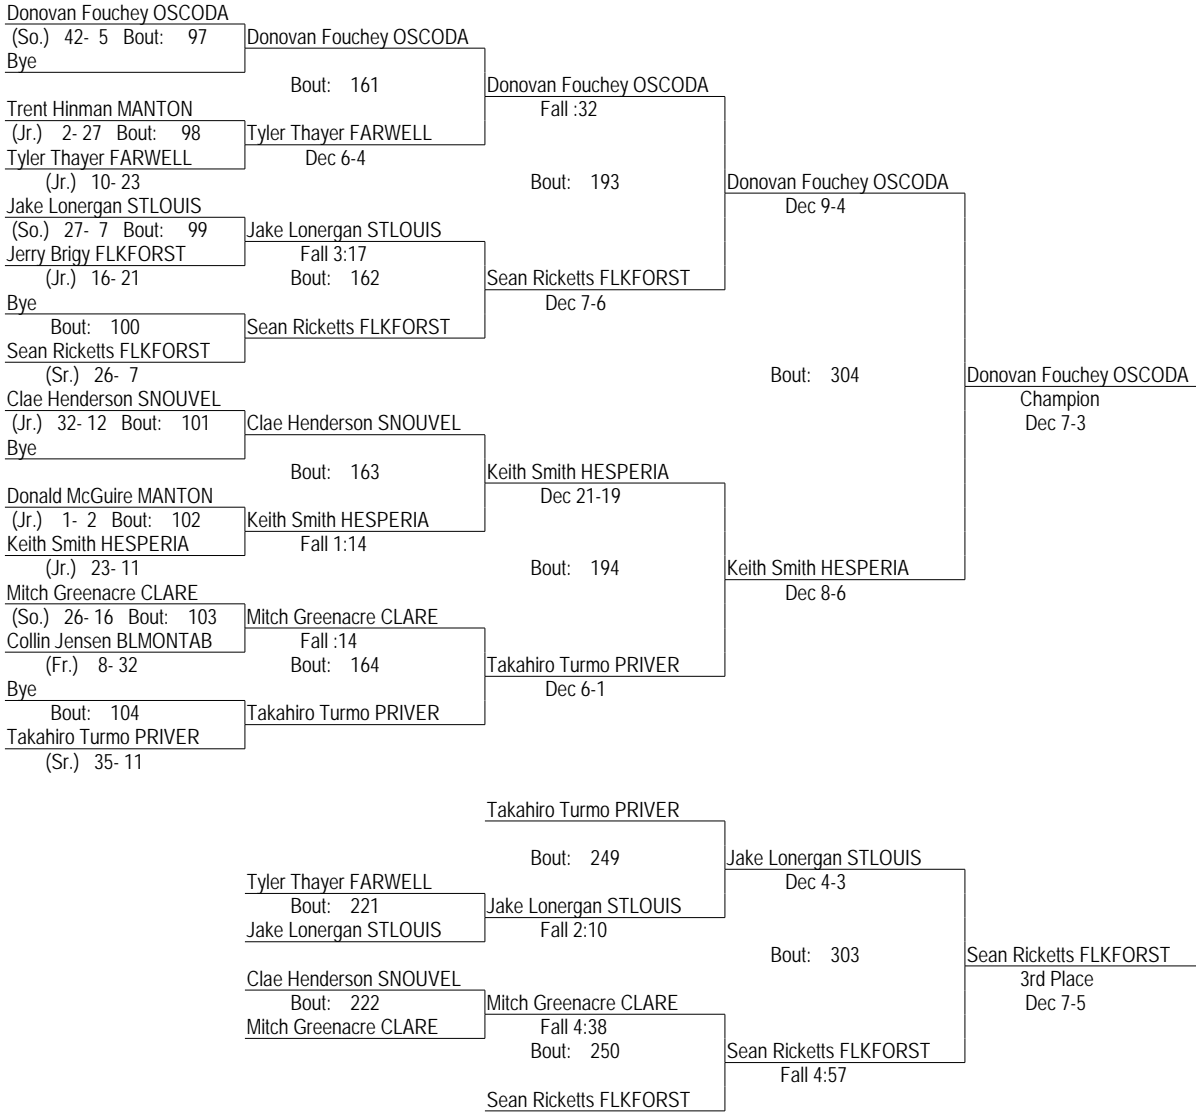 Donovan Fouchey OSCODA
(So.) 42- 5 Bout: 97
Donovan Fouchey OSCODA
Bye
Bout: 161
Donovan Fouchey OSCODA
Trent Hinman MANTON
Fall :32
(Jr.) 2- 27 Bout: 98
Tyler Thayer FARWELL
Tyler Thayer FARWELL
Dec 6-4
(Jr.) 10- 23
Bout: 193
Donovan Fouchey OSCODA
Jake Lonergan STLOUIS
Dec 9-4
(So.) 27- 7 Bout: 99
Jake Lonergan STLOUIS
Jerry Brigy FLKFORST
Fall 3:17
(Jr.) 16- 21
Bout: 162
Sean Ricketts FLKFORST
Bye
Dec 7-6
Bout: 100
Sean Ricketts FLKFORST
Sean Ricketts FLKFORST
(Sr.) 26- 7
Bout: 304
Donovan Fouchey OSCODA
Clae Henderson SNOUVEL
Champion
(Jr.) 32- 12 Bout: 101
Clae Henderson SNOUVEL
Dec 7-3
Bye
Bout: 163
Keith Smith HESPERIA
Donald McGuire MANTON
Dec 21-19
(Jr.) 1- 2 Bout: 102
Keith Smith HESPERIA
Keith Smith HESPERIA
Fall 1:14
(Jr.) 23- 11
Bout: 194
Keith Smith HESPERIA
Mitch Greenacre CLARE
Dec 8-6
(So.) 26- 16 Bout: 103
Mitch Greenacre CLARE
Collin Jensen BLMONTAB
Fall :14
(Fr.) 8- 32
Bout: 164
Takahiro Turmo PRIVER
Bye
Dec 6-1
Bout: 104
Takahiro Turmo PRIVER
Takahiro Turmo PRIVER
(Sr.) 35- 11
Takahiro Turmo PRIVER
Bout: 249
Jake Lonergan STLOUIS
Tyler Thayer FARWELL
Dec 4-3
Bout: 221
Jake Lonergan STLOUIS
Jake Lonergan STLOUIS
Fall 2:10
Bout: 303
Sean Ricketts FLKFORST
Clae Henderson SNOUVEL
3rd Place
Bout: 222
Mitch Greenacre CLARE
Dec 7-5
Mitch Greenacre CLARE
Fall 4:38
Bout: 250
Sean Ricketts FLKFORST
Fall 4:57
Sean Ricketts FLKFORST